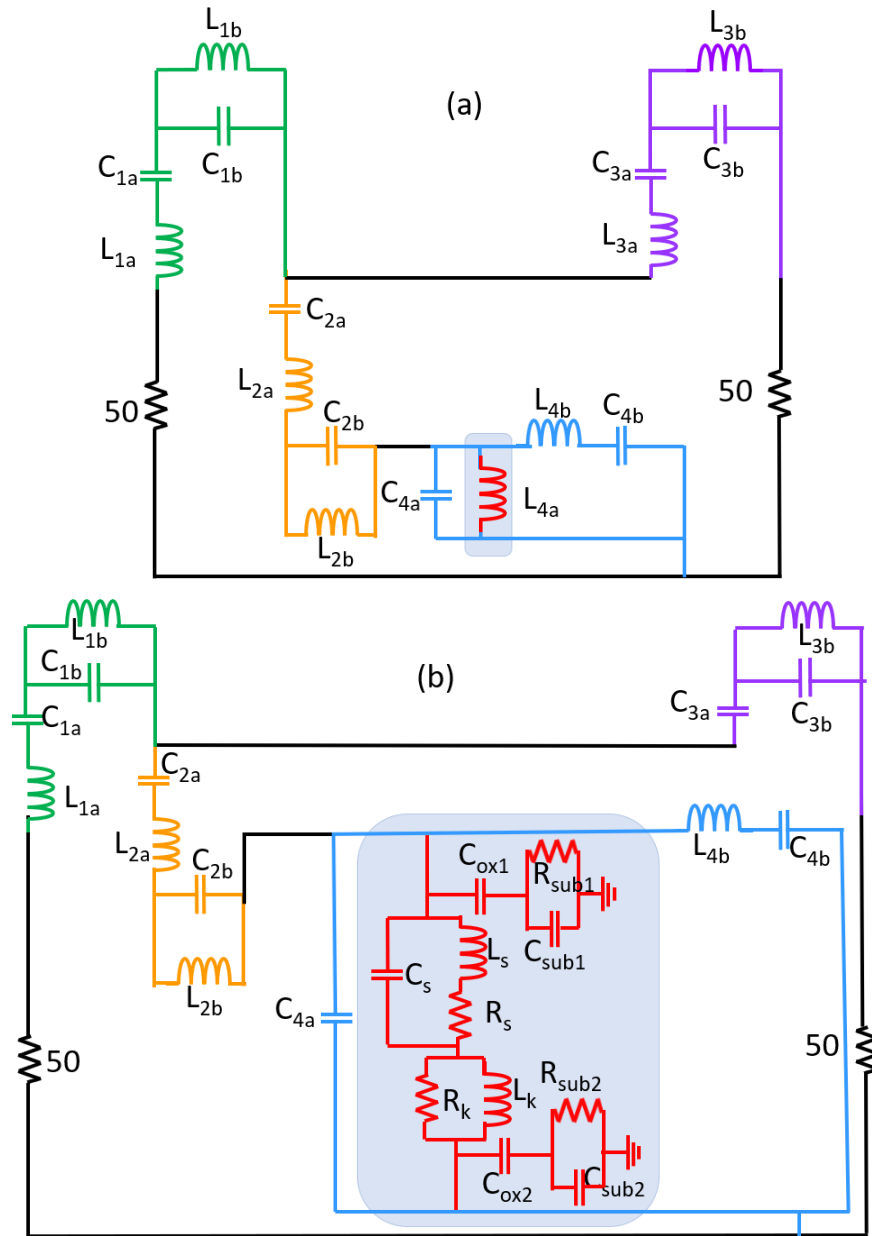 L1b
L3b
(a)
C1a
C1b
C3a
C3b
L1a
L3a
C2a
L2a
50
50
C2b
L4b
C4b
C4a
L4a
L2b
L1b
L3b
C1b
(b)
C1a
C3a
C3b
L1a
C2a
L2a
L4b
C4b
C2b
Cox1
Rsub1
Csub1
Ls
Cs
L2b
C4a
Rs
50
50
Rsub2
Rk
Lk
Cox2
Csub2